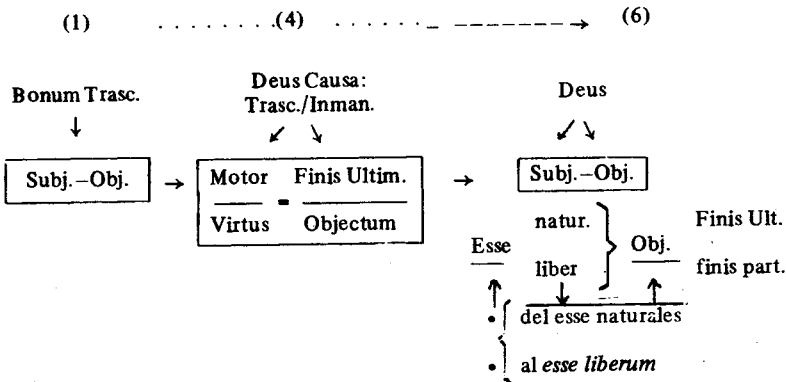 (1) . . . . . . . .(4) . . . . . . _ ---------→ (6)
Deus Causa:
Bonum Trasc. Trasc./Inman. Deus
↓ ↙ ↘ ↙ ↘
Subj.–Obj. → Motor Finis Ultim. → Subj.–Obj.
=
Virtus Objectum
natur. Finis Ult.
Esse } Obj.
liber finis part.
↑ ↓ ↑
• { del esse naturales
• al esse liberum